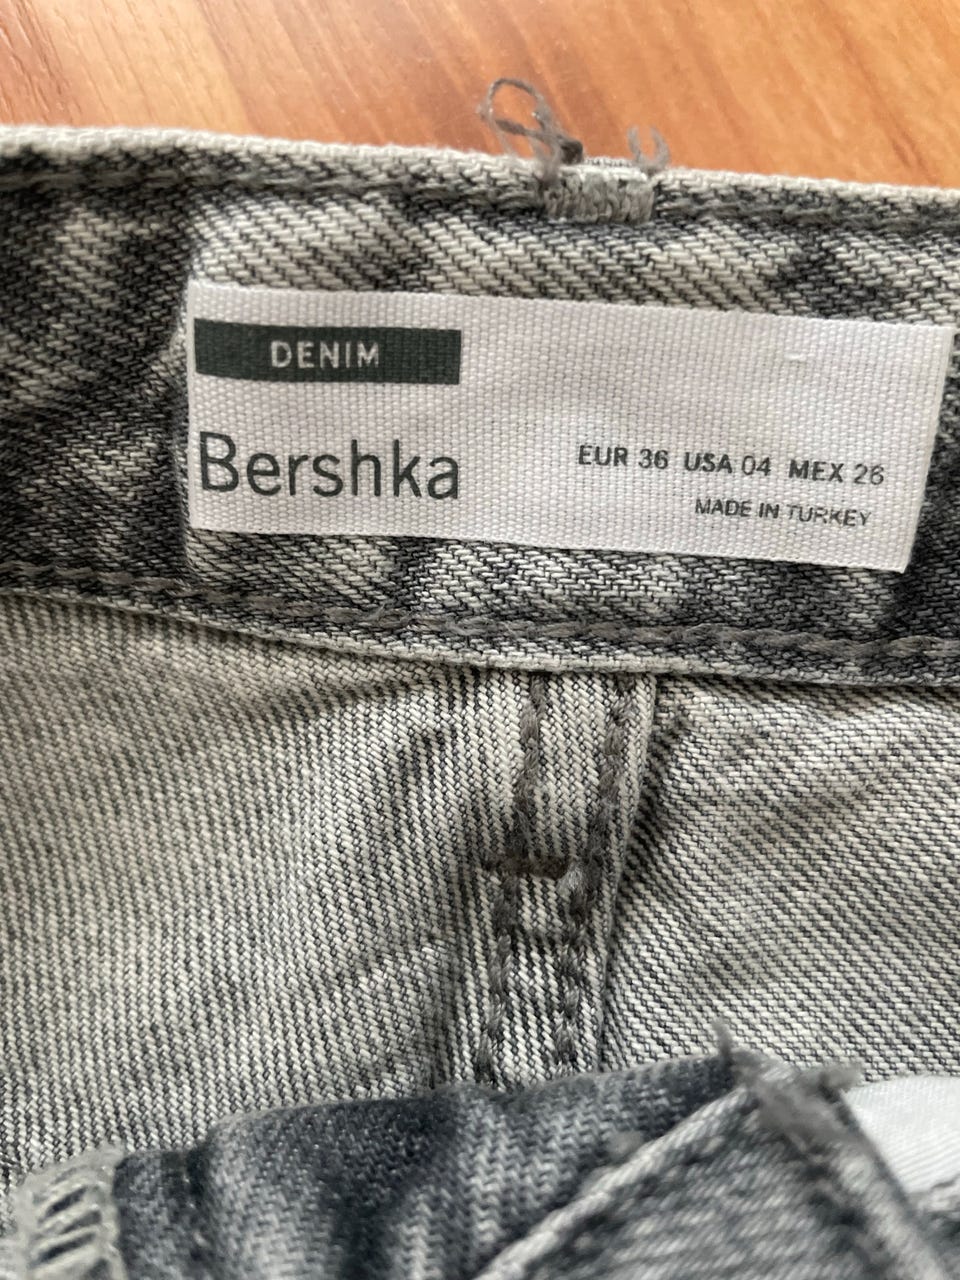 DENIM
Bershka
EUR 36 USA 04 MEX 26
MADE IN TURKEY